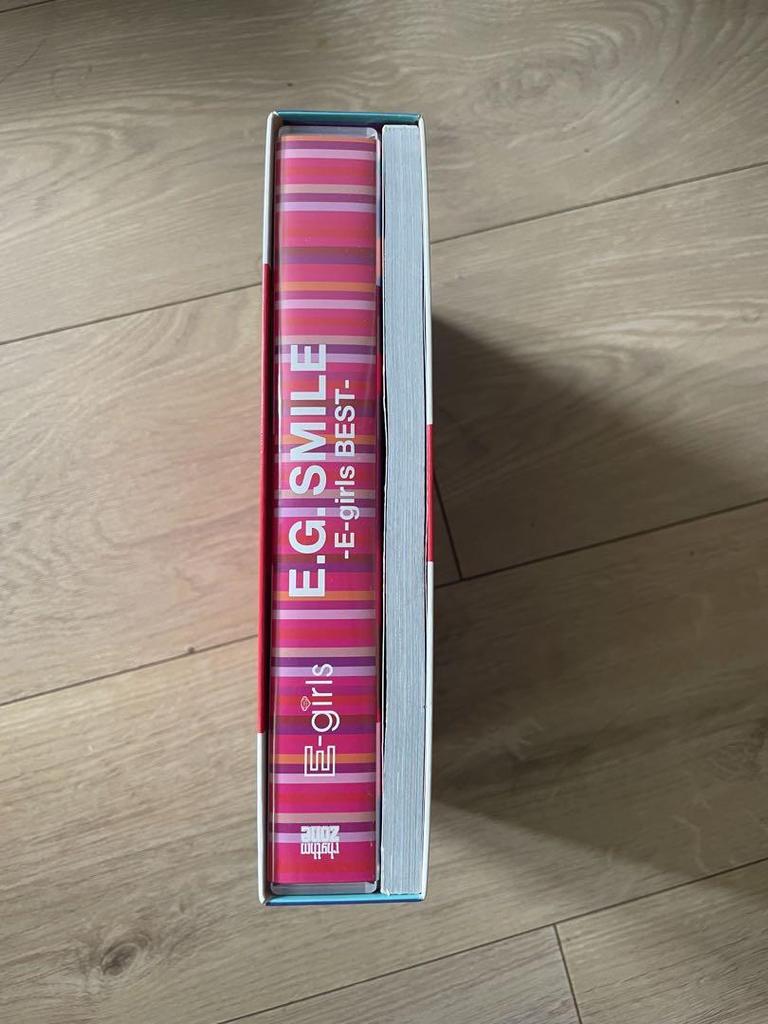 E.G. SMILE
-E-girls BEST-
E-girls
rhythm
zone